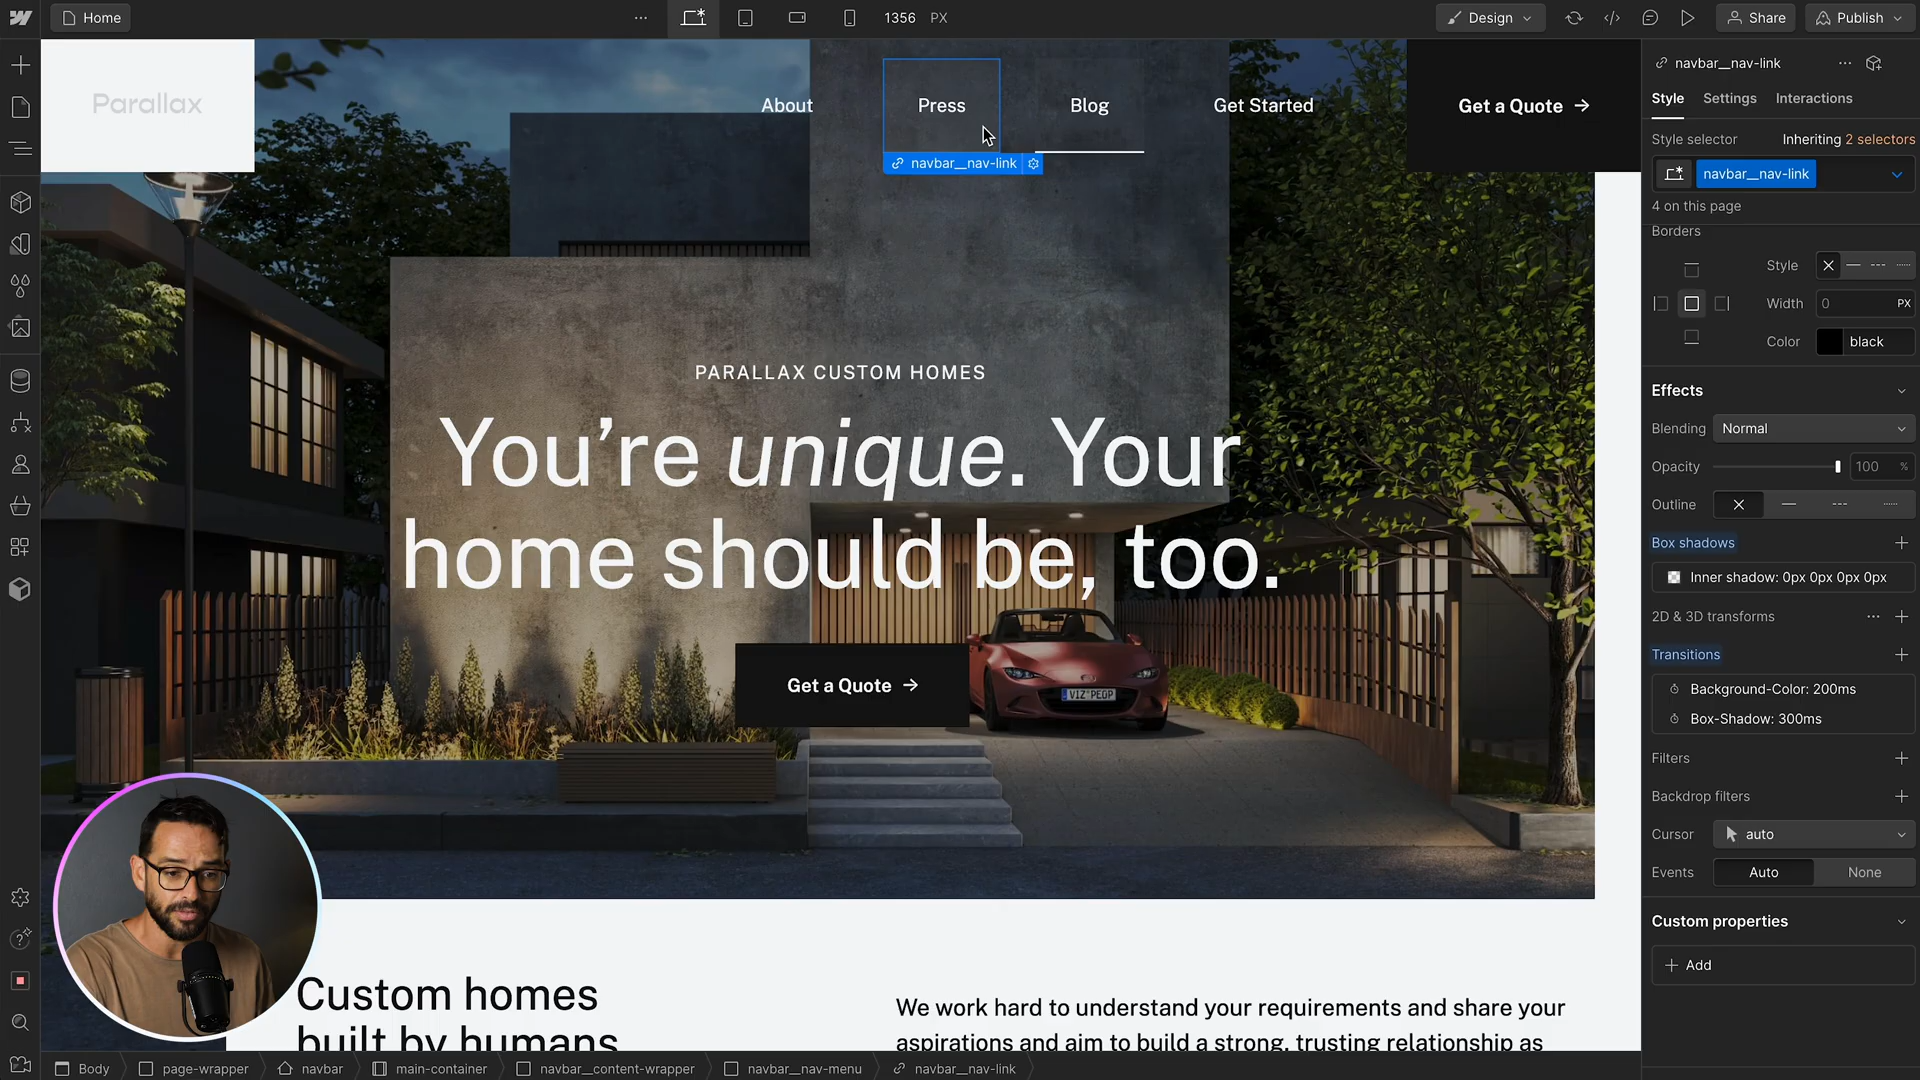 Home
1356 PX
Design
Share
Publish
Parallax
About
Press
Blog
Get Started
Get a Quote →
navbar__nav-link
PARALLAX CUSTOM HOMES
You’re unique. Your
home should be, too.
Get a Quote →
VIZ PEOP
Custom homes
built by humans
We work hard to understand your requirements and share your
aspirations and aim to build a strong, trusting relationship as
navbar__nav-link
Style Settings Interactions
Style selector Inheriting 2 selectors
navbar__nav-link
4 on this page
Borders
Style
Width 0 PX
Color black
Effects
Blending Normal
Opacity 100 %
Outline
Box shadows
Inner shadow: 0px 0px 0px 0px
2D & 3D transforms
Transitions
Background-Color: 200ms
Box-Shadow: 300ms
Filters
Backdrop filters
Cursor auto
Events Auto None
Custom properties
Add
Body page-wrapper navbar main-container navbar__content-wrapper navbar__nav-menu navbar__nav-link